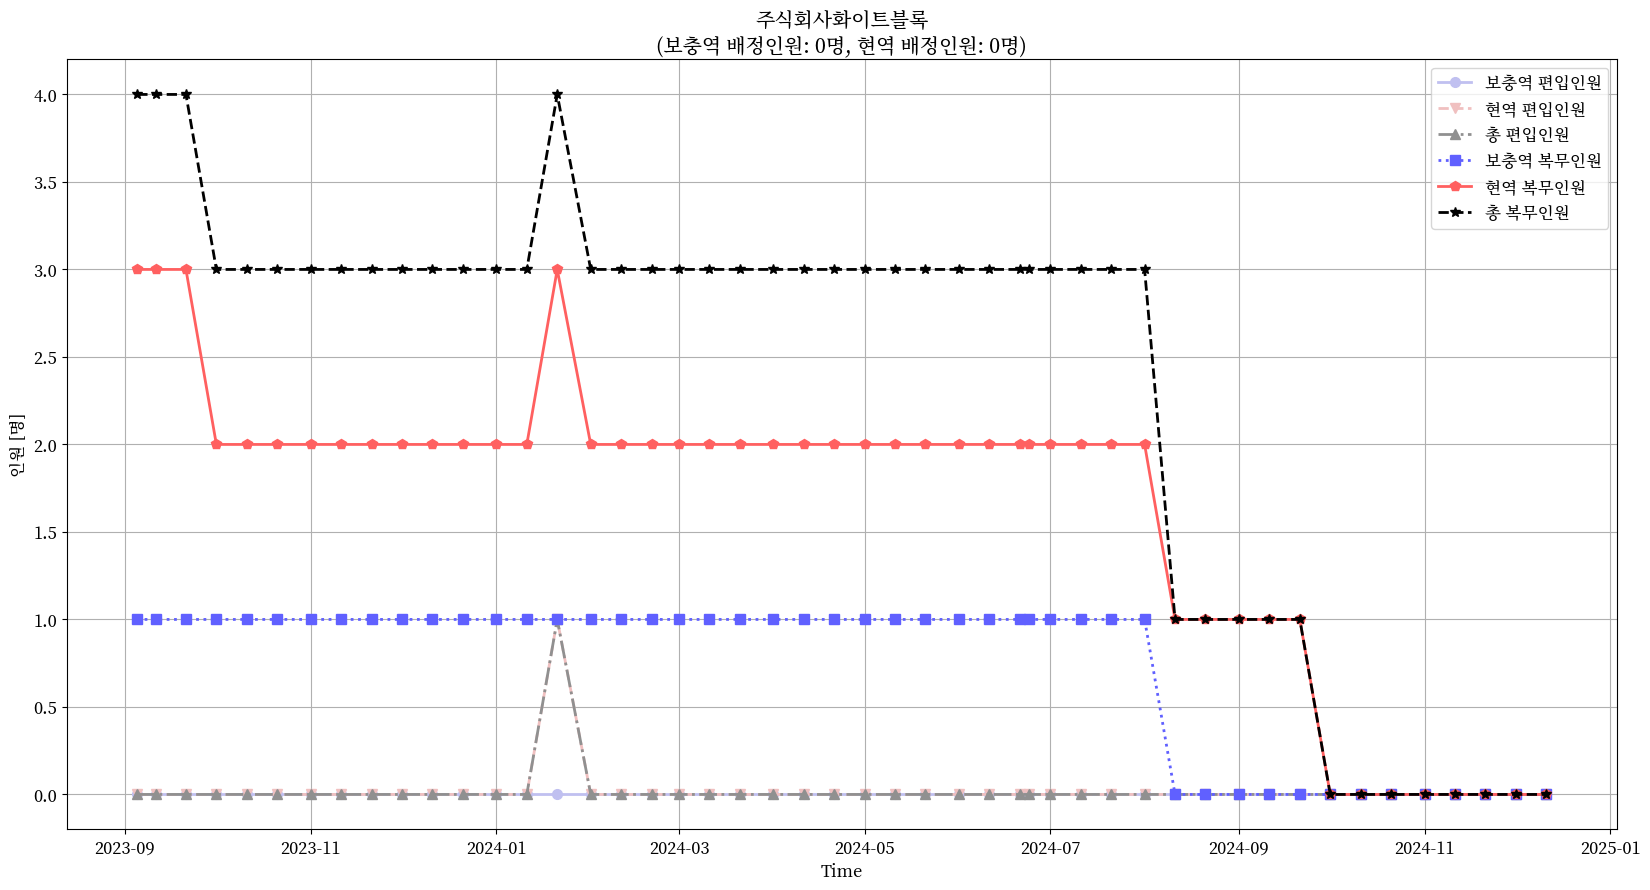 주식회사화이트블록
(보충역 배정인원: 0명, 현역 배정인원: 0명)
보충역 편입인원
현역 편입인원
총 편입인원
보충역 복무인원
현역 복무인원
총 복무인원
인원 [명]
4.0
3.5
3.0
2.5
2.0
1.5
1.0
0.5
0.0
2023-09 2023-11 2024-01 2024-03 2024-05 2024-07 2024-09 2024-11 2025-01
Time